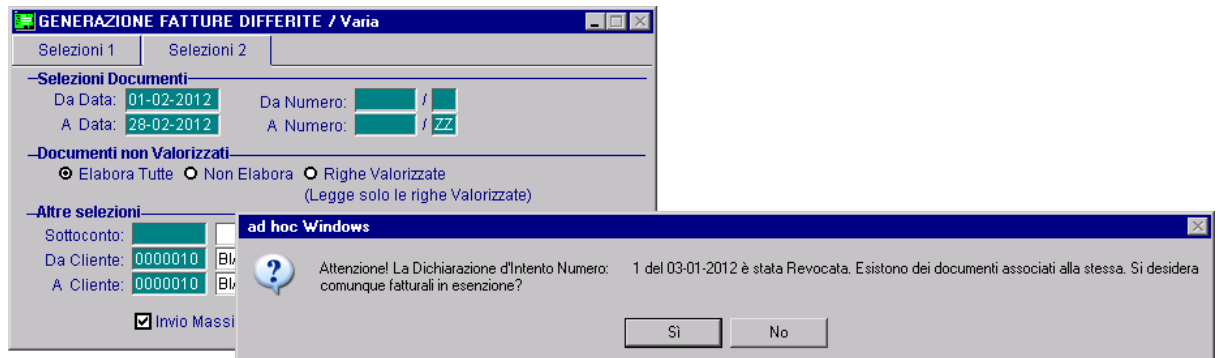 GENERAZIONE FATTURE DIFFERITE / Varia
Selezioni 1 Selezioni 2
Selezioni Documenti
Da Data: 01-02-2012 Da Numero: /
A Data: 28-02-2012 A Numero: / ZZ
Documenti non Valorizzati
Elabora Tutte Non Elabora Righe Valorizzate
(Legge solo le righe Valorizzate)
Altre selezioni
Sottoconto:
Da Cliente: 0000010
A Cliente: 0000010
Invio Massi
ad hoc Windows
Attenzione! La Dichiarazione d'Intento Numero: 1 del 03-01-2012 è stata Revocata. Esistono dei documenti associati alla stessa. Si desidera
comunque fatturali in esenzione?
Sì No